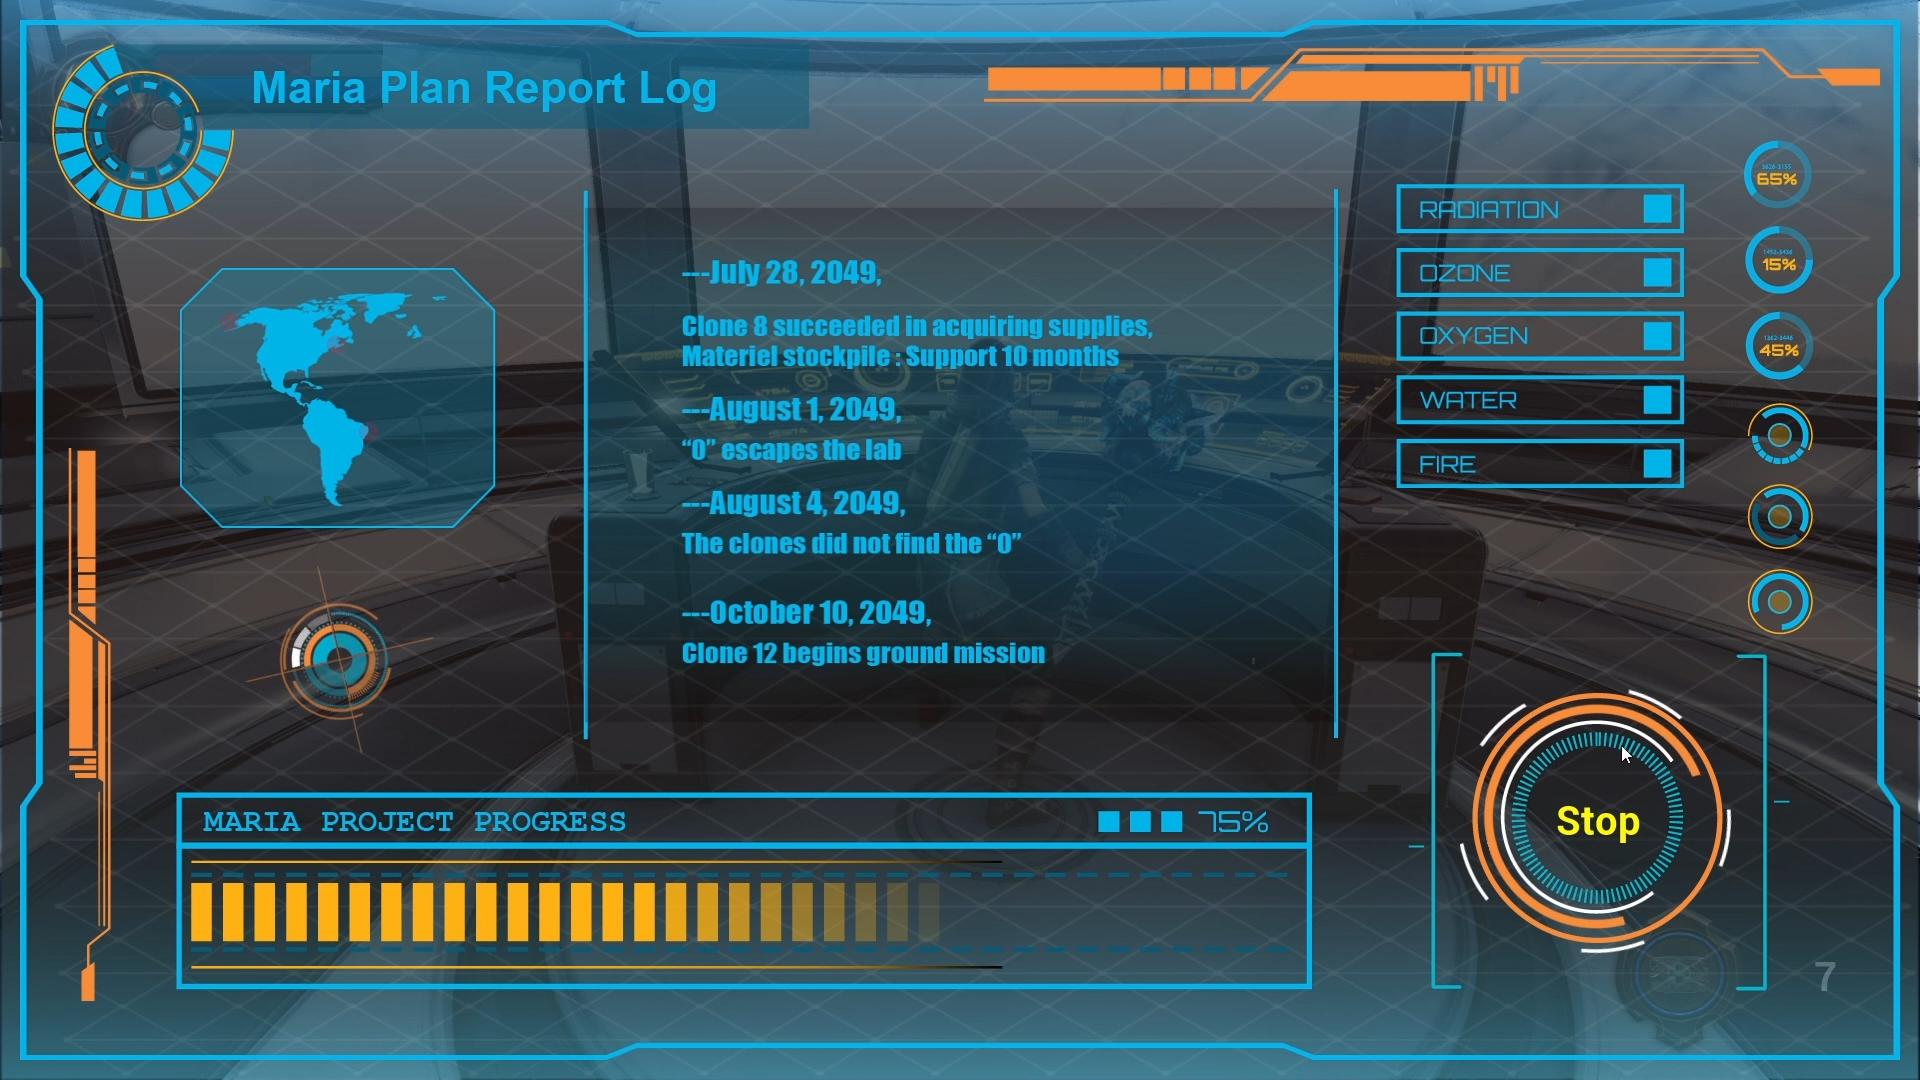 Maria Plan Report Log
---July 28, 2049,
Clone 8 succeeded in acquiring supplies,
Materiel stockpile : Support 10 months
---August 1, 2049,
“0” escapes the lab
---August 4, 2049,
The clones did not find the “0”
---October 10, 2049,
Clone 12 begins ground mission
RADIATION
OZONE
OXYGEN
WATER
FIRE
65%
15%
45%
MARIA PROJECT PROGRESS
75%
Stop
7